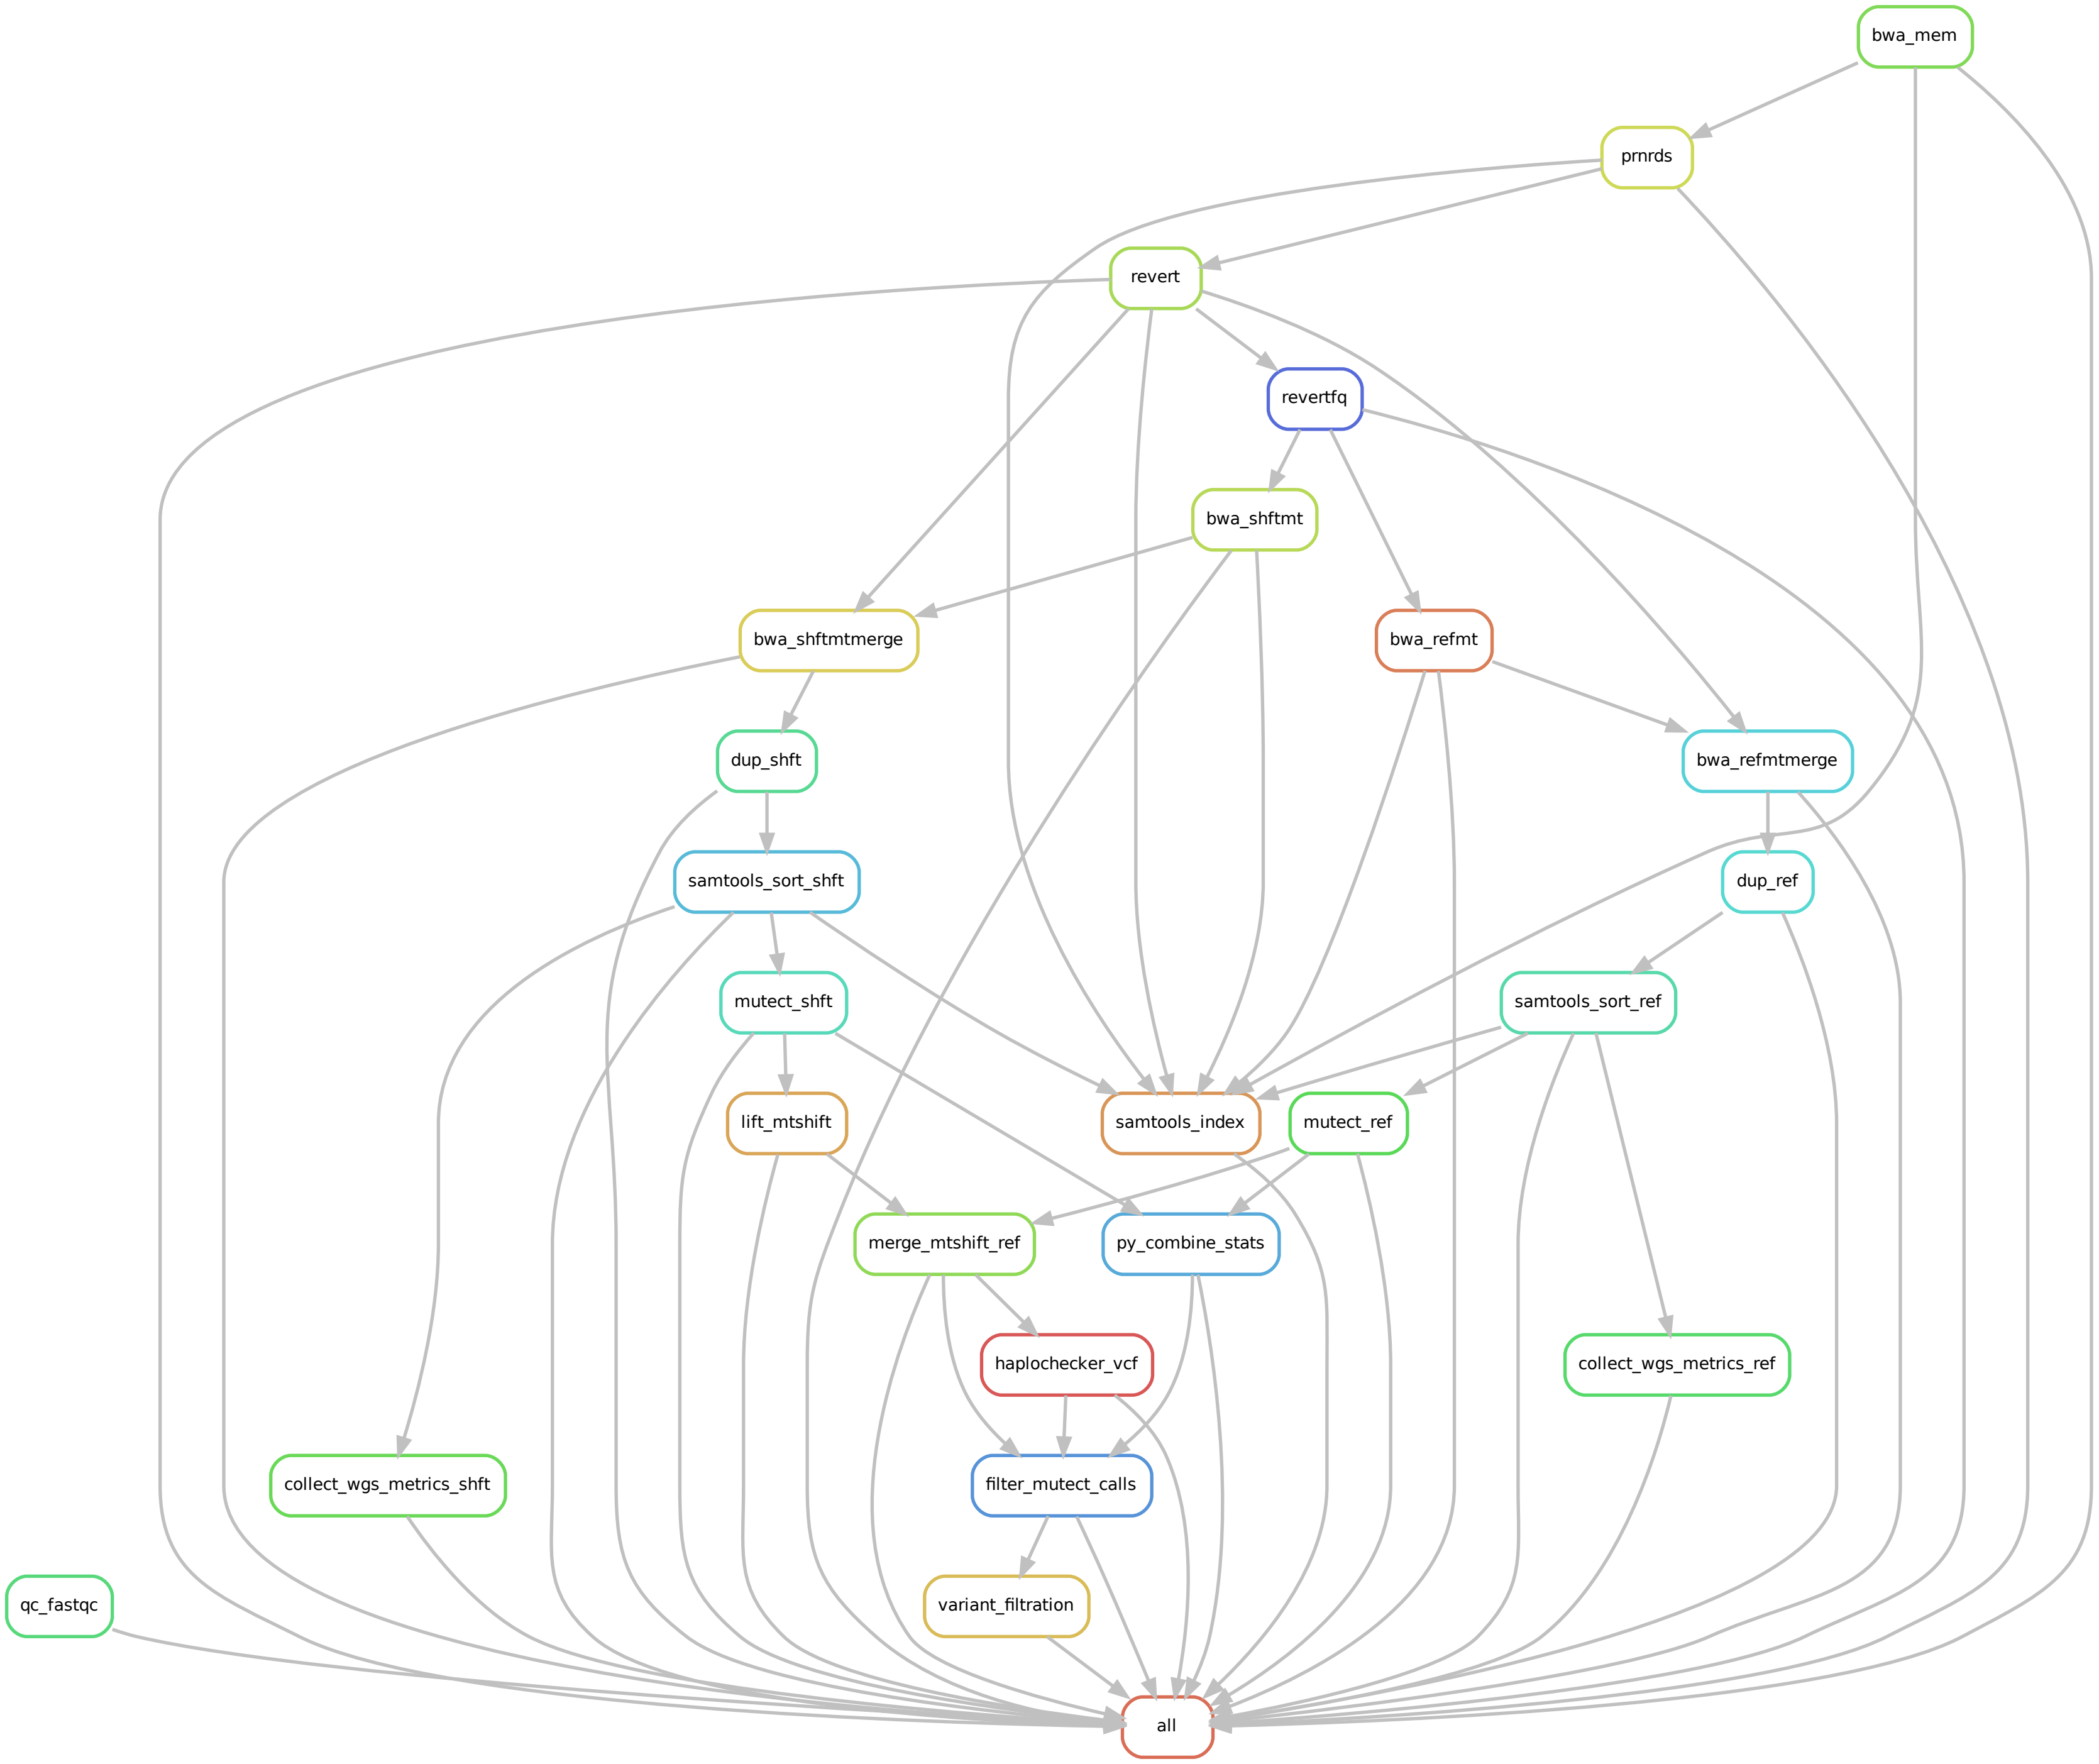 bwa_mem
prnrds
revert
revertfq
bwa_shftmt
bwa_shftmtmerge
bwa_refmt
dup_shft
bwa_refmtmerge
samtools_sort_shft
dup_ref
mutect_shft
samtools_sort_ref
lift_mtshift
samtools_index
mutect_ref
merge_mtshift_ref
py_combine_stats
haplochecker_vcf
collect_wgs_metrics_ref
collect_wgs_metrics_shft
filter_mutect_calls
qc_fastqc
variant_filtration
all